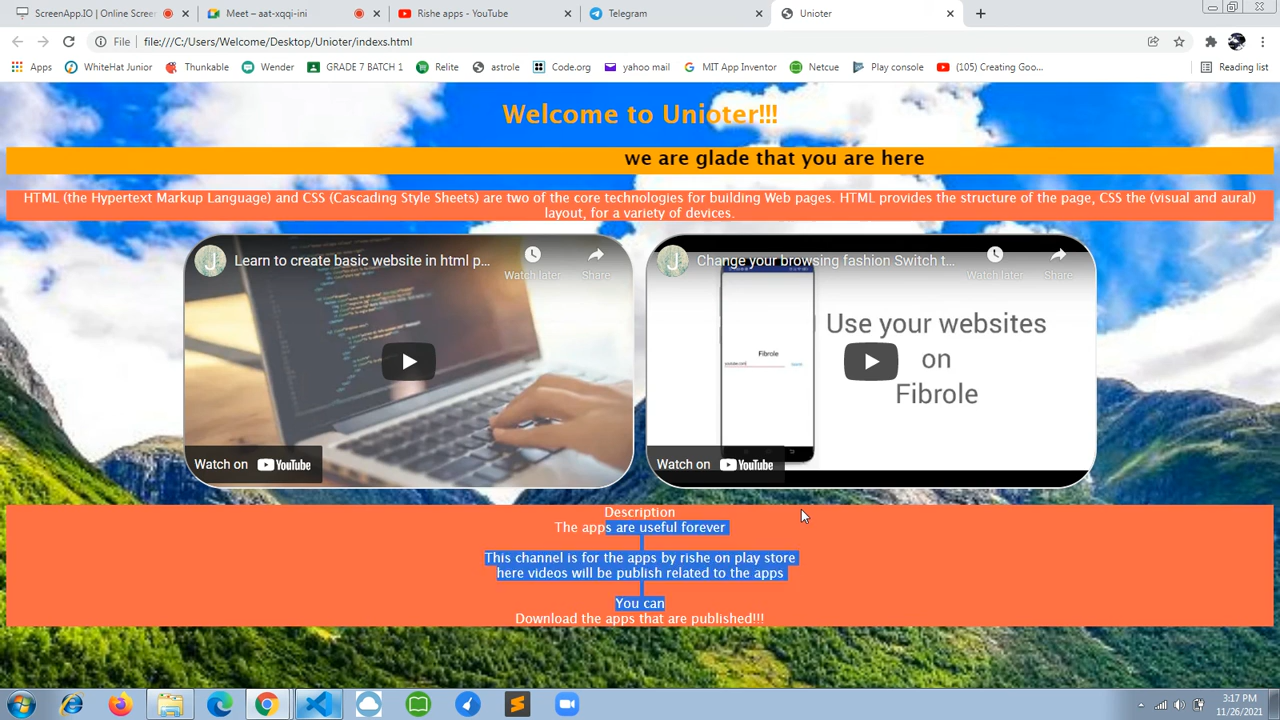 ScreenApp.IO | Online Screen
Meet – aat-xqqi-ini
Rishe apps - YouTube
Telegram
Unioter
File
file:///C:/Users/Welcome/Desktop/Unioter/indexs.html
Apps
WhiteHat Junior
Thunkable
Wender
GRADE 7 BATCH 1
Relite
astrole
Code.org
yahoo mail
MIT App Inventor
Netcue
Play console
(105) Creating Goo...
Reading list
Welcome to Unioter!!!
we are glade that you are here
HTML (the Hypertext Markup Language) and CSS (Cascading Style Sheets) are two of the core technologies for building Web pages. HTML provides the structure of the page, CSS the (visual and aural)
layout, for a variety of devices.
J
Learn to create basic website in html p...
Watch later
Share
Watch on YouTube
J
Change your browsing fashion Switch t...
Watch later
Share
Fibrole
Use your websites
on
Fibrole
Watch on YouTube
Description
The apps are useful forever
This channel is for the apps by rishe on play store
here videos will be publish related to the apps
You can
Download the apps that are published!!!
3:17 PM
11/26/2021